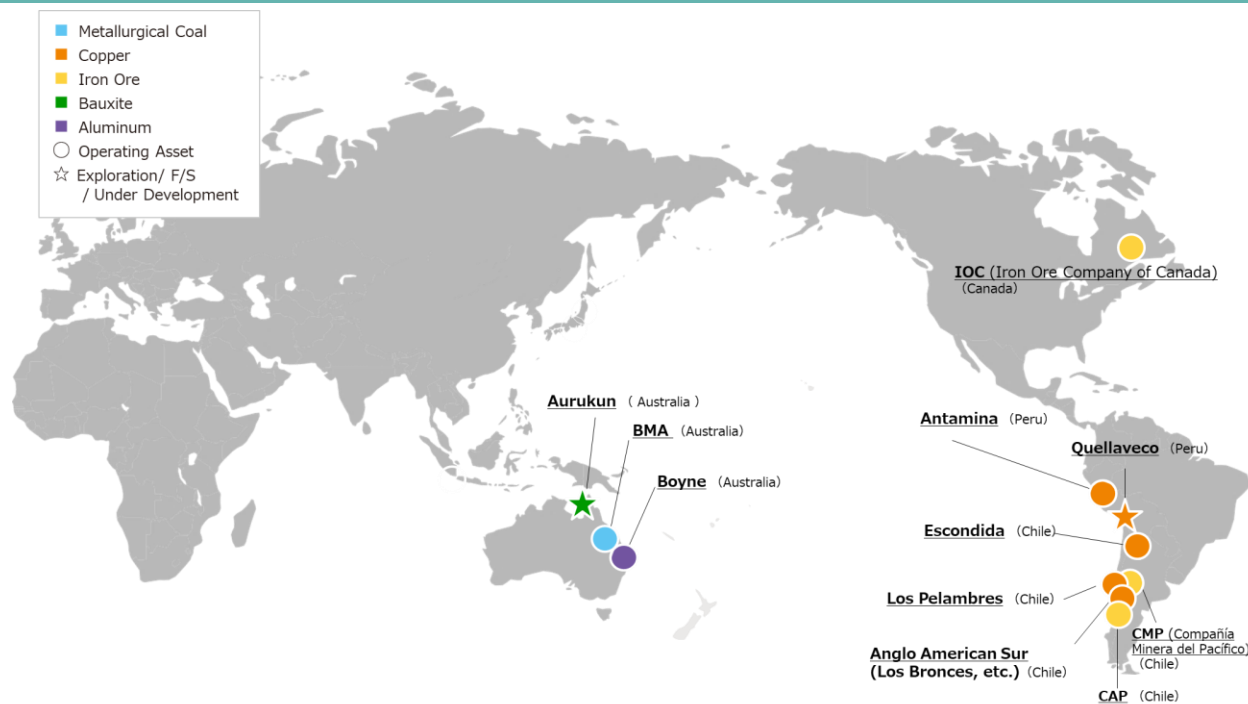 Metallurgical Coal
Copper
Iron Ore
Bauxite
Aluminum
Operating Asset
Exploration/ F/S
/ Under Development
IOC (Iron Ore Company of Canada)
(Canada)
Aurukun ( Australia )
BMA (Australia)
Boyne (Australia)
Antamina (Peru)
Quellaveco (Peru)
Escondida (Chile)
Los Pelambres (Chile)
Anglo American Sur
(Los Bronces, etc.) (Chile)
CMP (Compañía
Minera del Pacífico)
(Chile)
CAP (Chile)